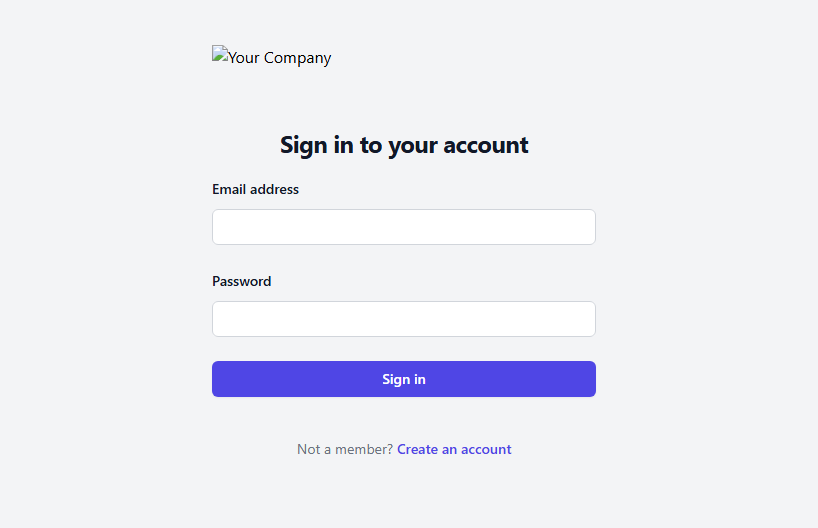 Your Company
Sign in to your account
Email address
Password
Sign in
Not a member? Create an account